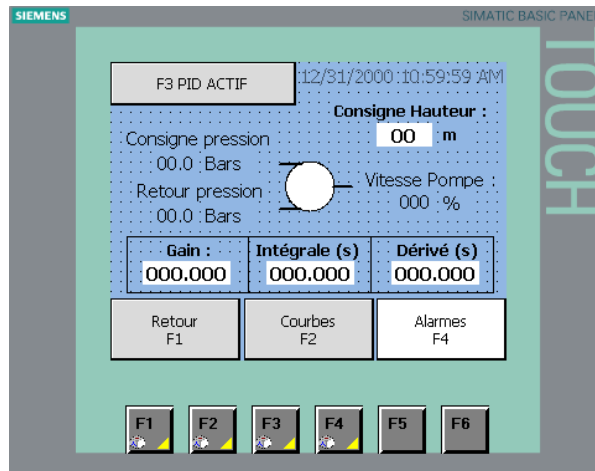 SIEMENS
SIMATIC BASIC PANE
TOUCH
F3 PID ACTIF
12/31/2000 10:59:59 AM
Consigne Hauteur :
00 m
Consigne pression
00.0 Bars
Retour pression
00.0 Bars
Vitesse Pompe :
000 %
Gain :
000.000
Intégrale (s)
000.000
Dérivé (s)
000.000
Retour
F1
Courbes
F2
Alarmes
F4
F1 F2 F3 F4 F5 F6